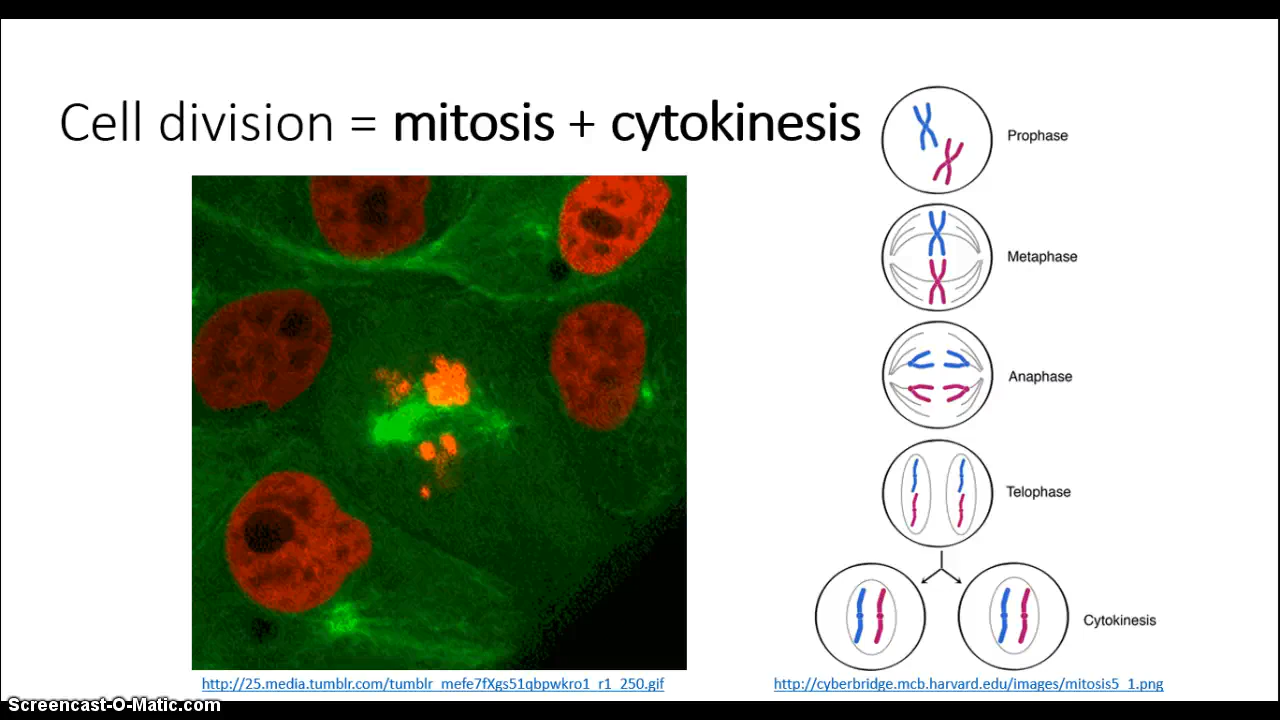 Cell division = mitosis + cytokinesis
Prophase
Metaphase
Anaphase
Telophase
Cytokinesis
http://25.media.tumblr.com/tumblr_mefe7fXgs51qbpwkro1_r1_250.gif
http://cyberbridge.mcb.harvard.edu/images/mitosis5_1.png
Screencast-O-Matic.com